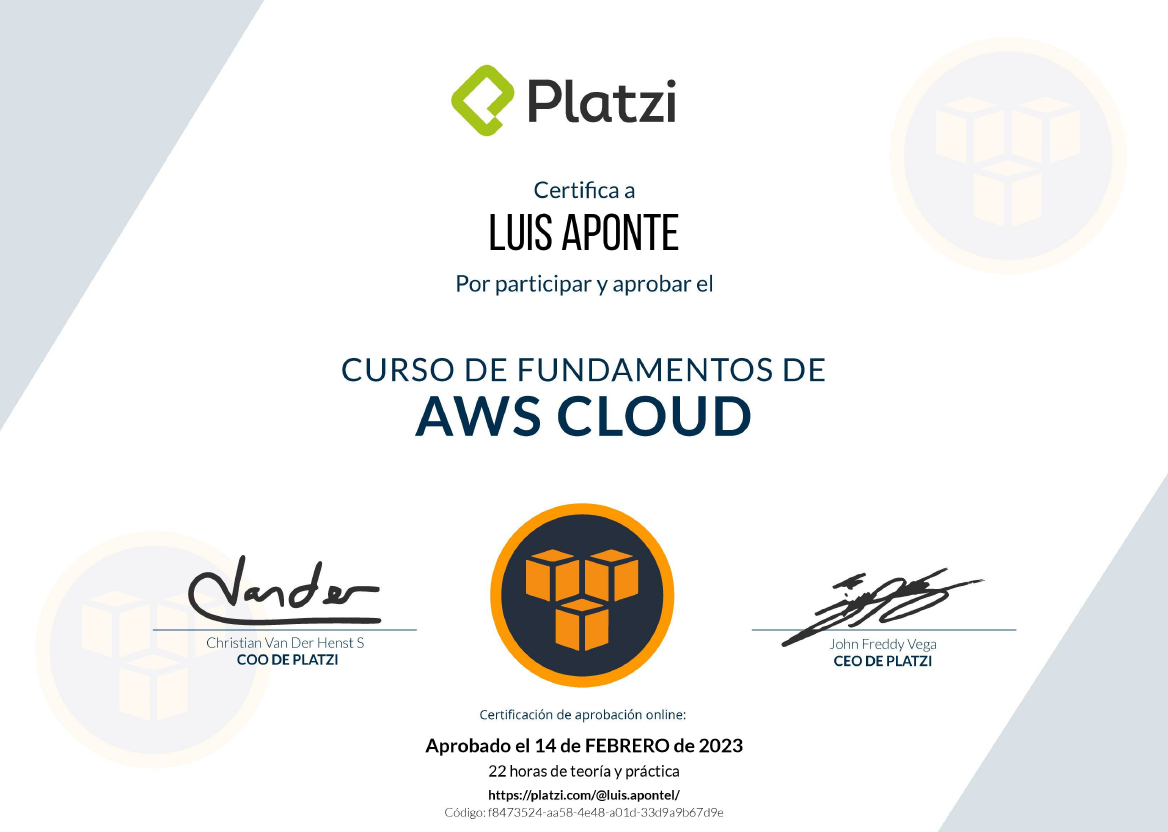 Platzi
Certifica a
LUIS APONTE
Por participar y aprobar el
CURSO DE FUNDAMENTOS DE
AWS CLOUD
Vander
Christian Van Der Henst S
COO DE PLATZI
John Freddy Vega
CEO DE PLATZI
Certificación de aprobación online:
Aprobado el 14 de FEBRERO de 2023
22 horas de teoría y práctica
https://platzi.com/@luis.apontel/
Código: f8473524-aa58-4e48-a01d-33d9a9b67d9e